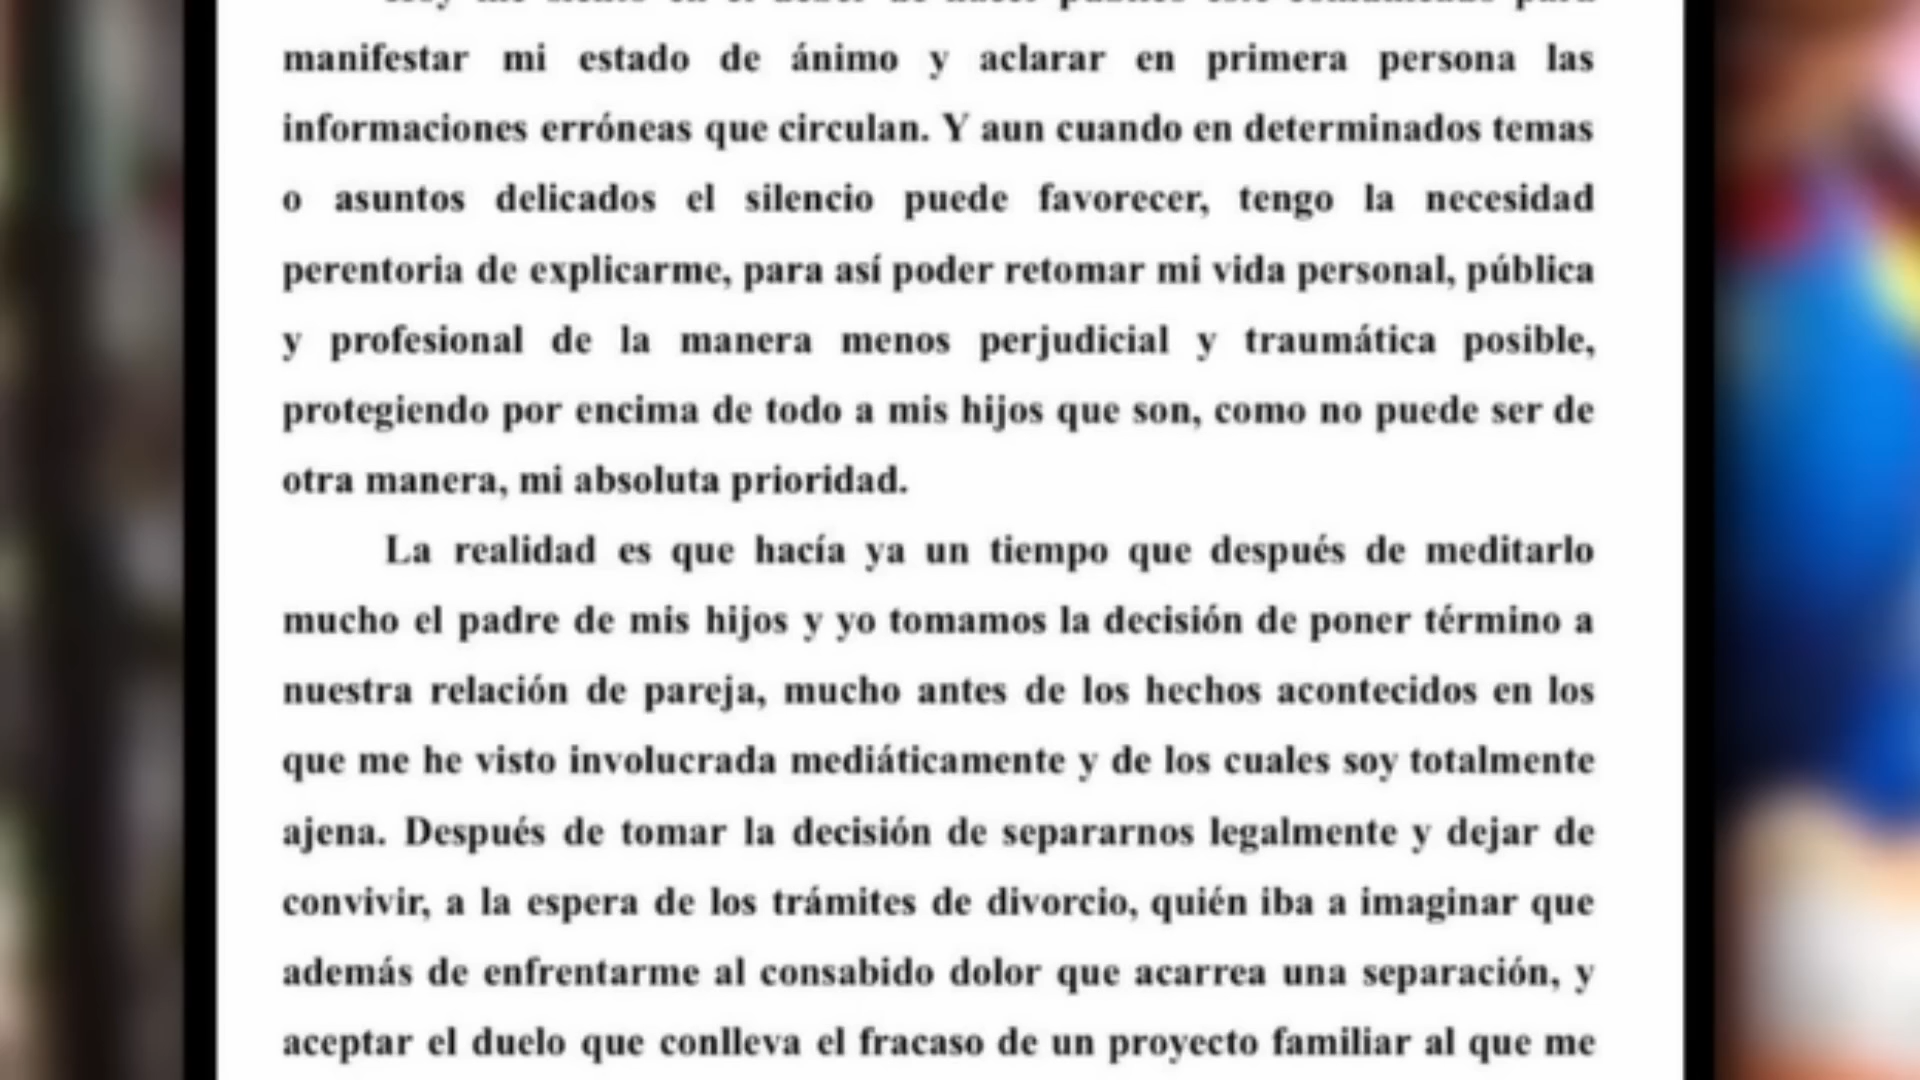 manifestar mi estado de ánimo y aclarar en primera persona las
informaciones erróneas que circulan. Y aun cuando en determinados temas
o asuntos delicados el silencio puede favorecer, tengo la necesidad
perentoria de explicarme, para así poder retomar mi vida personal, pública
y profesional de la manera menos perjudicial y traumática posible,
protegiendo por encima de todo a mis hijos que son, como no puede ser de
otra manera, mi absoluta prioridad.
La realidad es que hacía ya un tiempo que después de meditarlo
mucho el padre de mis hijos y yo tomamos la decisión de poner término a
nuestra relación de pareja, mucho antes de los hechos acontecidos en los
que me he visto involucrada mediáticamente y de los cuales soy totalmente
ajena. Después de tomar la decisión de separarnos legalmente y dejar de
convivir, a la espera de los trámites de divorcio, quién iba a imaginar que
además de enfrentarme al consabido dolor que acarrea una separación, y
aceptar el duelo que conlleva el fracaso de un proyecto familiar al que me